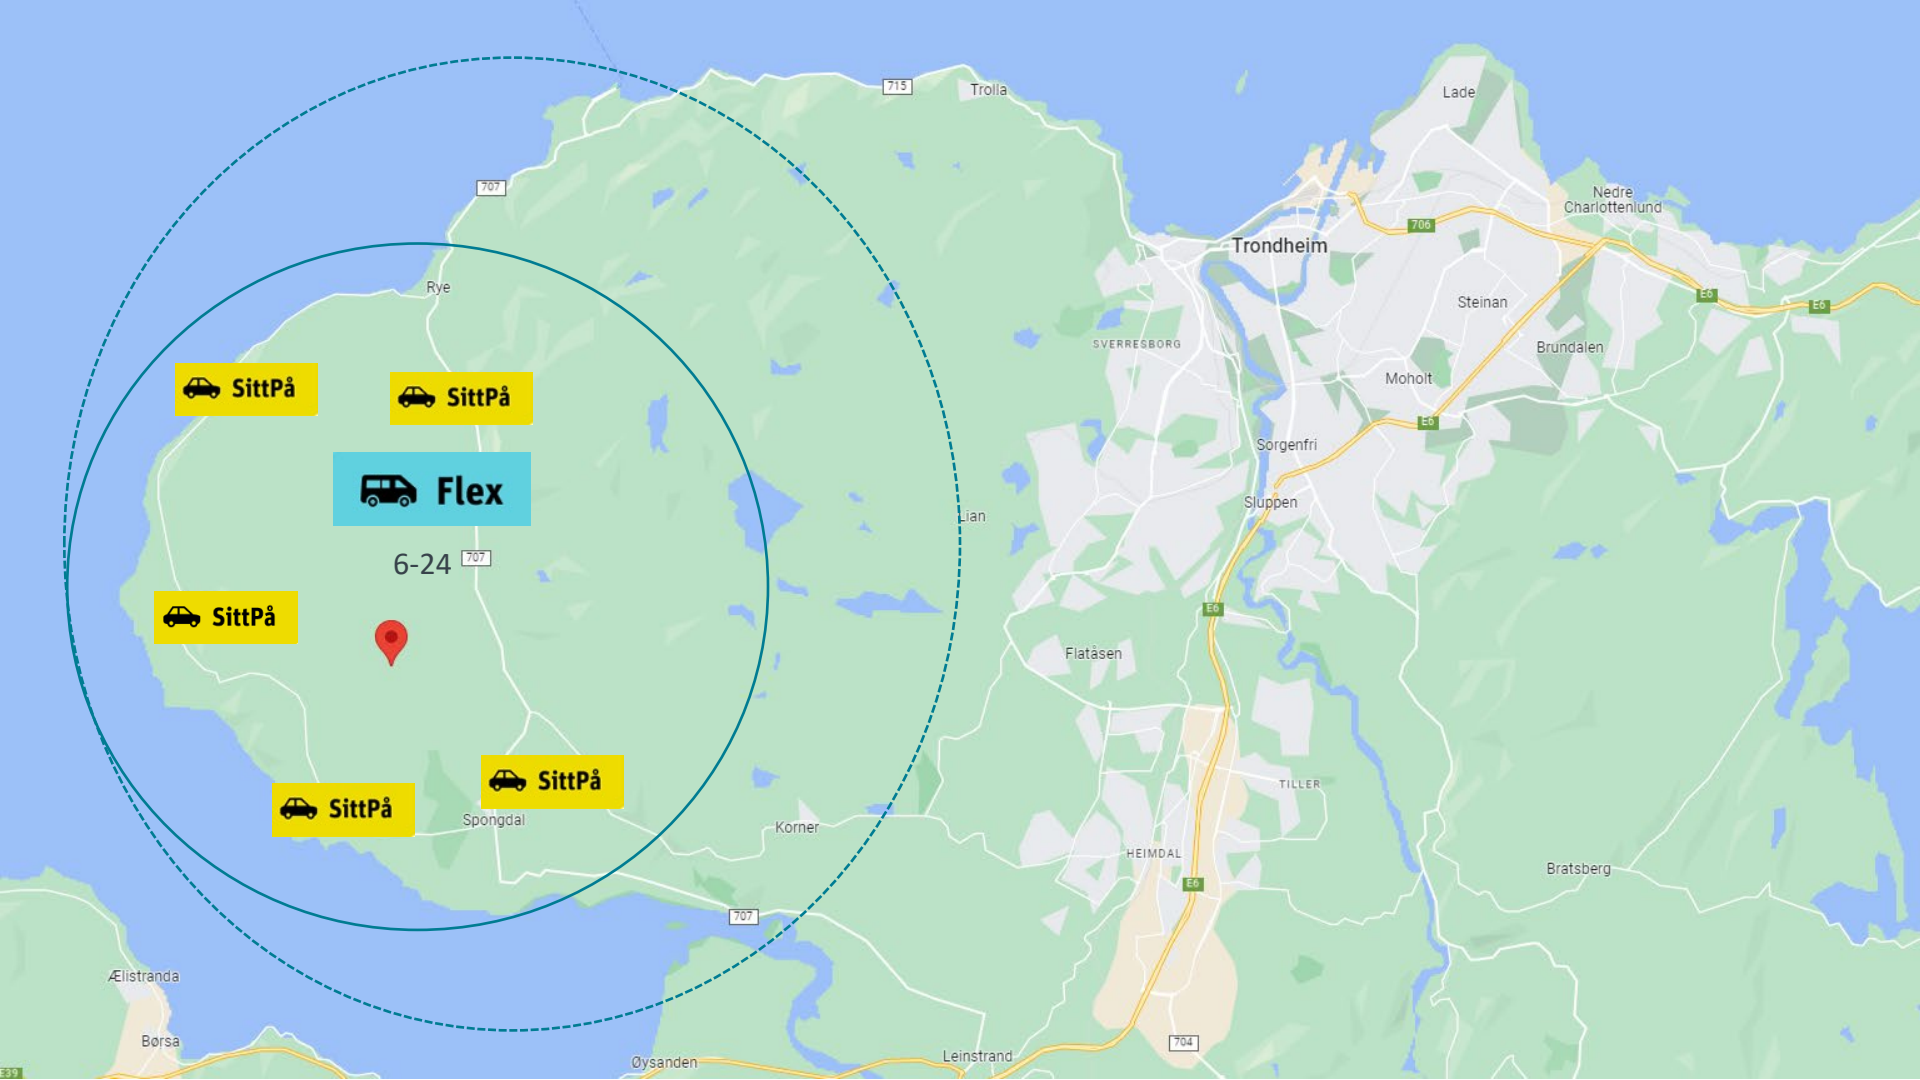 715
Trolla
Lade
707
Nedre
Charlottenlund
706
Trondheim
Rye
E6
E6
Steinan
SVERRESBORG
Brundalen
SittPå
SittPå
Moholt
E6
Sorgenfri
Flex
Sluppen
Lian
6-24
707
SittPå
E6
Flatåsen
SittPå
TILLER
SittPå
Spongdal
Korner
HEIMDAL
Bratsberg
E6
707
Ælistranda
Børsa
704
Leinstrand
Øysanden
E39